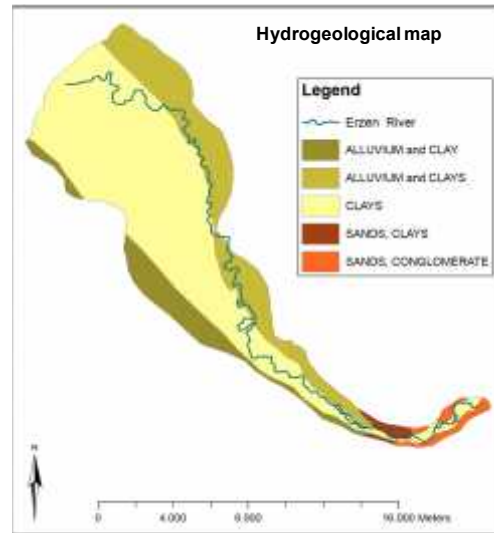 Hydrogeological map
Legend
Erzen River
ALLUVIUM and CLAY
ALLUVIUM and CLAYS
CLAYS
SANDS, CLAYS
SANDS, CONGLOMERATE
N
0 4.000 8.000 16.000 Meters